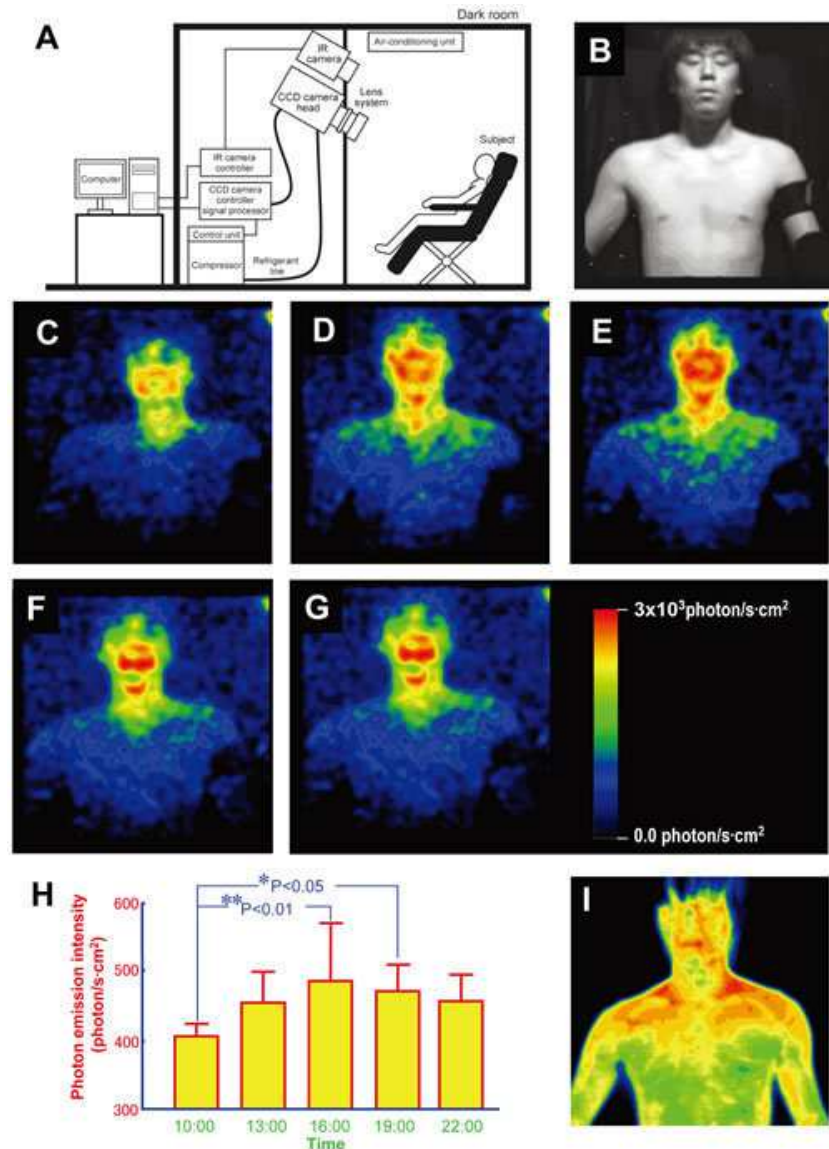 A
Dark room
IR
camera
Air-conditioning unit
CCD camera
head
Lens
system
Subject
IR camera
controller
Computer
CCD camera
controller
signal processor
Control unit
Compressor
Refrigerant
line
B
C
D
E
F
G
3x10³photon/s·cm²
0.0 photon/s·cm²
H
*P<0.05
**P<0.01
Photon emission intensity
(photon/s·cm²)
600
500
400
300
10:00 13:00 16:00 19:00 22:00
Time
I